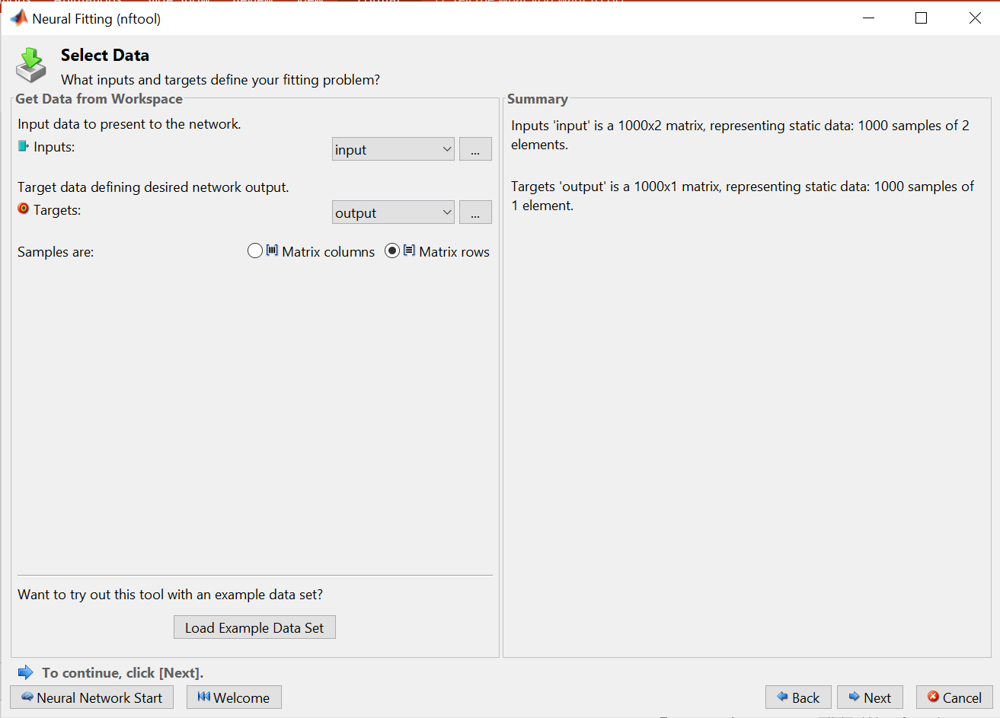 Neural Fitting (nftool)
Select Data
What inputs and targets define your fitting problem?
Get Data from Workspace
Input data to present to the network.
Inputs:
input
...
Target data defining desired network output.
Targets:
output
...
Samples are:
Matrix columns
Matrix rows
Want to try out this tool with an example data set?
Load Example Data Set
Summary
Inputs 'input' is a 1000x2 matrix, representing static data: 1000 samples of 2
elements.
Targets 'output' is a 1000x1 matrix, representing static data: 1000 samples of
1 element.
To continue, click [Next].
Neural Network Start
Welcome
Back
Next
Cancel